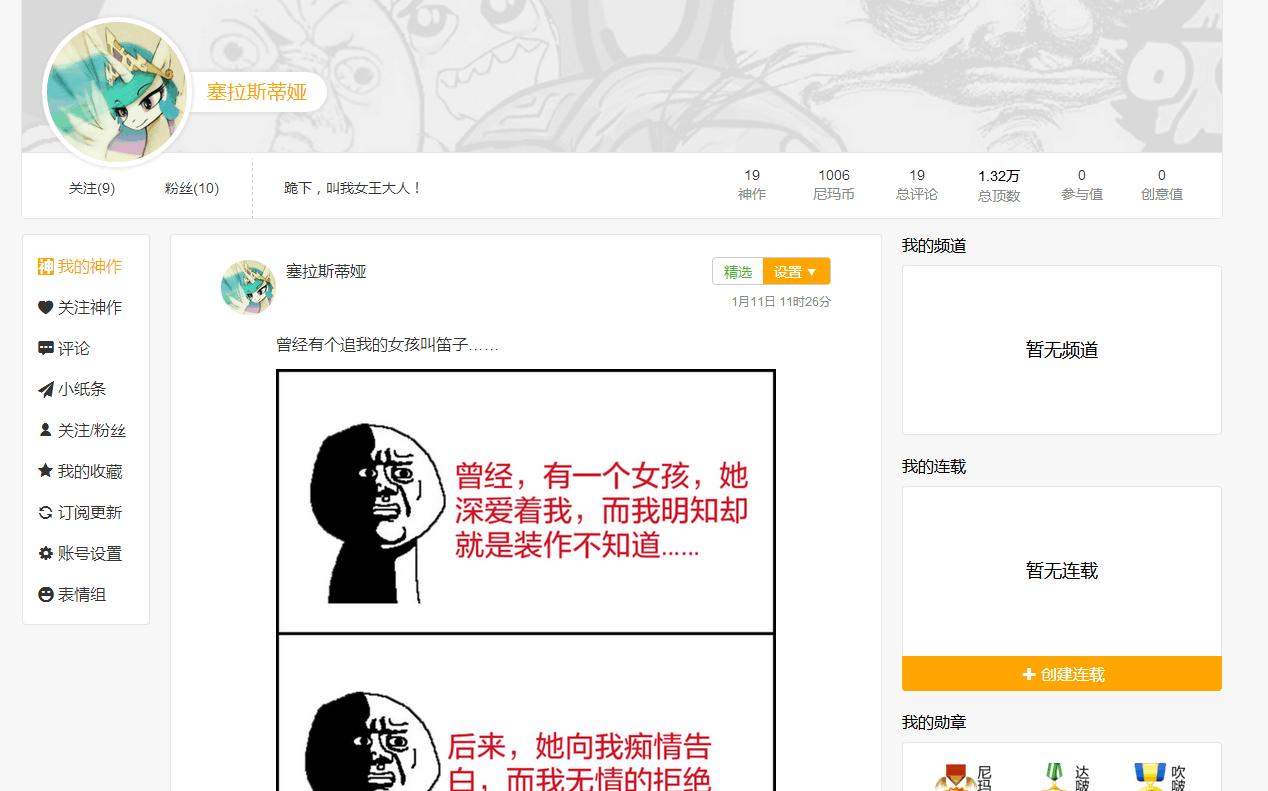 塞拉斯蒂娅
关注(9)
粉丝(10)
跪下，叫我女王大人！
19
神作
1006
尼玛币
19
总评论
1.32万
总顶数
0
参与值
0
创意值
神 我的神作
关注神作
评论
小纸条
关注/粉丝
我的收藏
订阅更新
账号设置
表情组
塞拉斯蒂娅
精选
设置 ▼
1月11日 11时26分
曾经有个追我的女孩叫笛子……
曾经，有一个女孩，她
深爱着我，而我明知却
就是装作不知道……
后来，她向我痴情告
白，而我无情的拒绝
我的频道
暂无频道
我的连载
暂无连载
创建连载
我的勋章
尼玛
达啵
吹啵